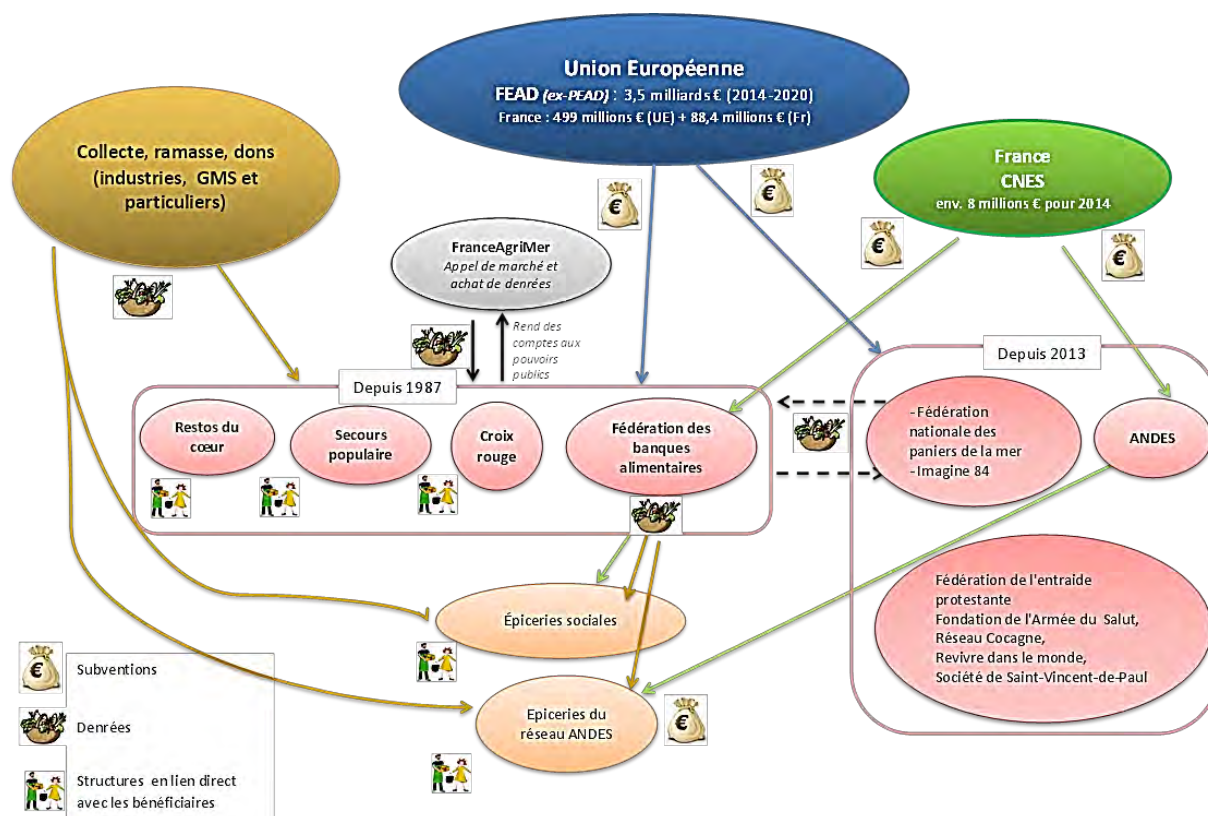 Union Européenne
FEAD (ex-PEAD) : 3,5 milliards € (2014-2020)
France : 499 millions € (UE) + 88,4 millions € (Fr)
Collecte, ramasse, dons
(industries, GMS et
particuliers)
France
CNES
env. 8 millions € pour 2014
€
€
€
€
FranceAgriMer
Appel de marché et
achat de denrées
Rend des
comptes aux
pouvoirs
publics
Depuis 1987
Depuis 2013
Restos du
cœur
Secours
populaire
Croix
rouge
Fédération des
banques
alimentaires
- Fédération
nationale des
paniers de la mer
- Imagine 84
ANDES
Fédération de l'entraide
protestante
Fondation de l'Armée du Salut,
Réseau Cocagne,
Revivre dans le monde,
Société de Saint-Vincent-de-Paul
Épiceries sociales
Epiceries du
réseau ANDES
€
€
Subventions
Denrées
Structures en lien direct
avec les bénéficiaires